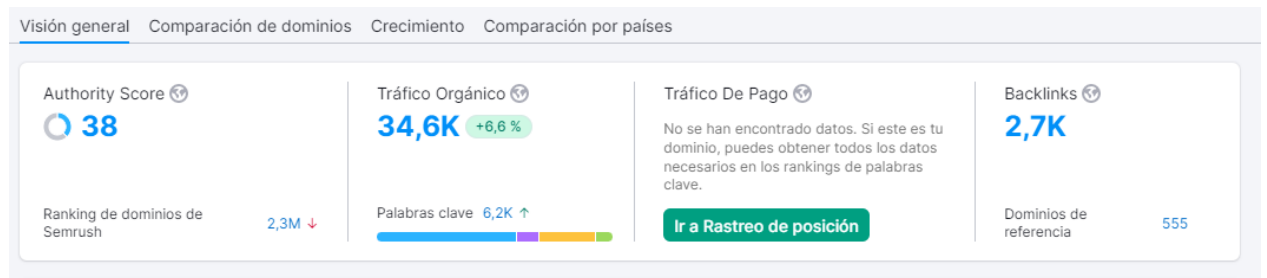 Visión general Comparación de dominios Crecimiento Comparación por países
Authority Score
38
Ranking de dominios de
Semrush
2,3M ↓
Tráfico Orgánico
34,6K +6,6 %
Palabras clave 6,2K ↑
Tráfico De Pago
No se han encontrado datos. Si este es tu
dominio, puedes obtener todos los datos
necesarios en los rankings de palabras
clave.
Ir a Rastreo de posición
Backlinks
2,7K
Dominios de
referencia
555